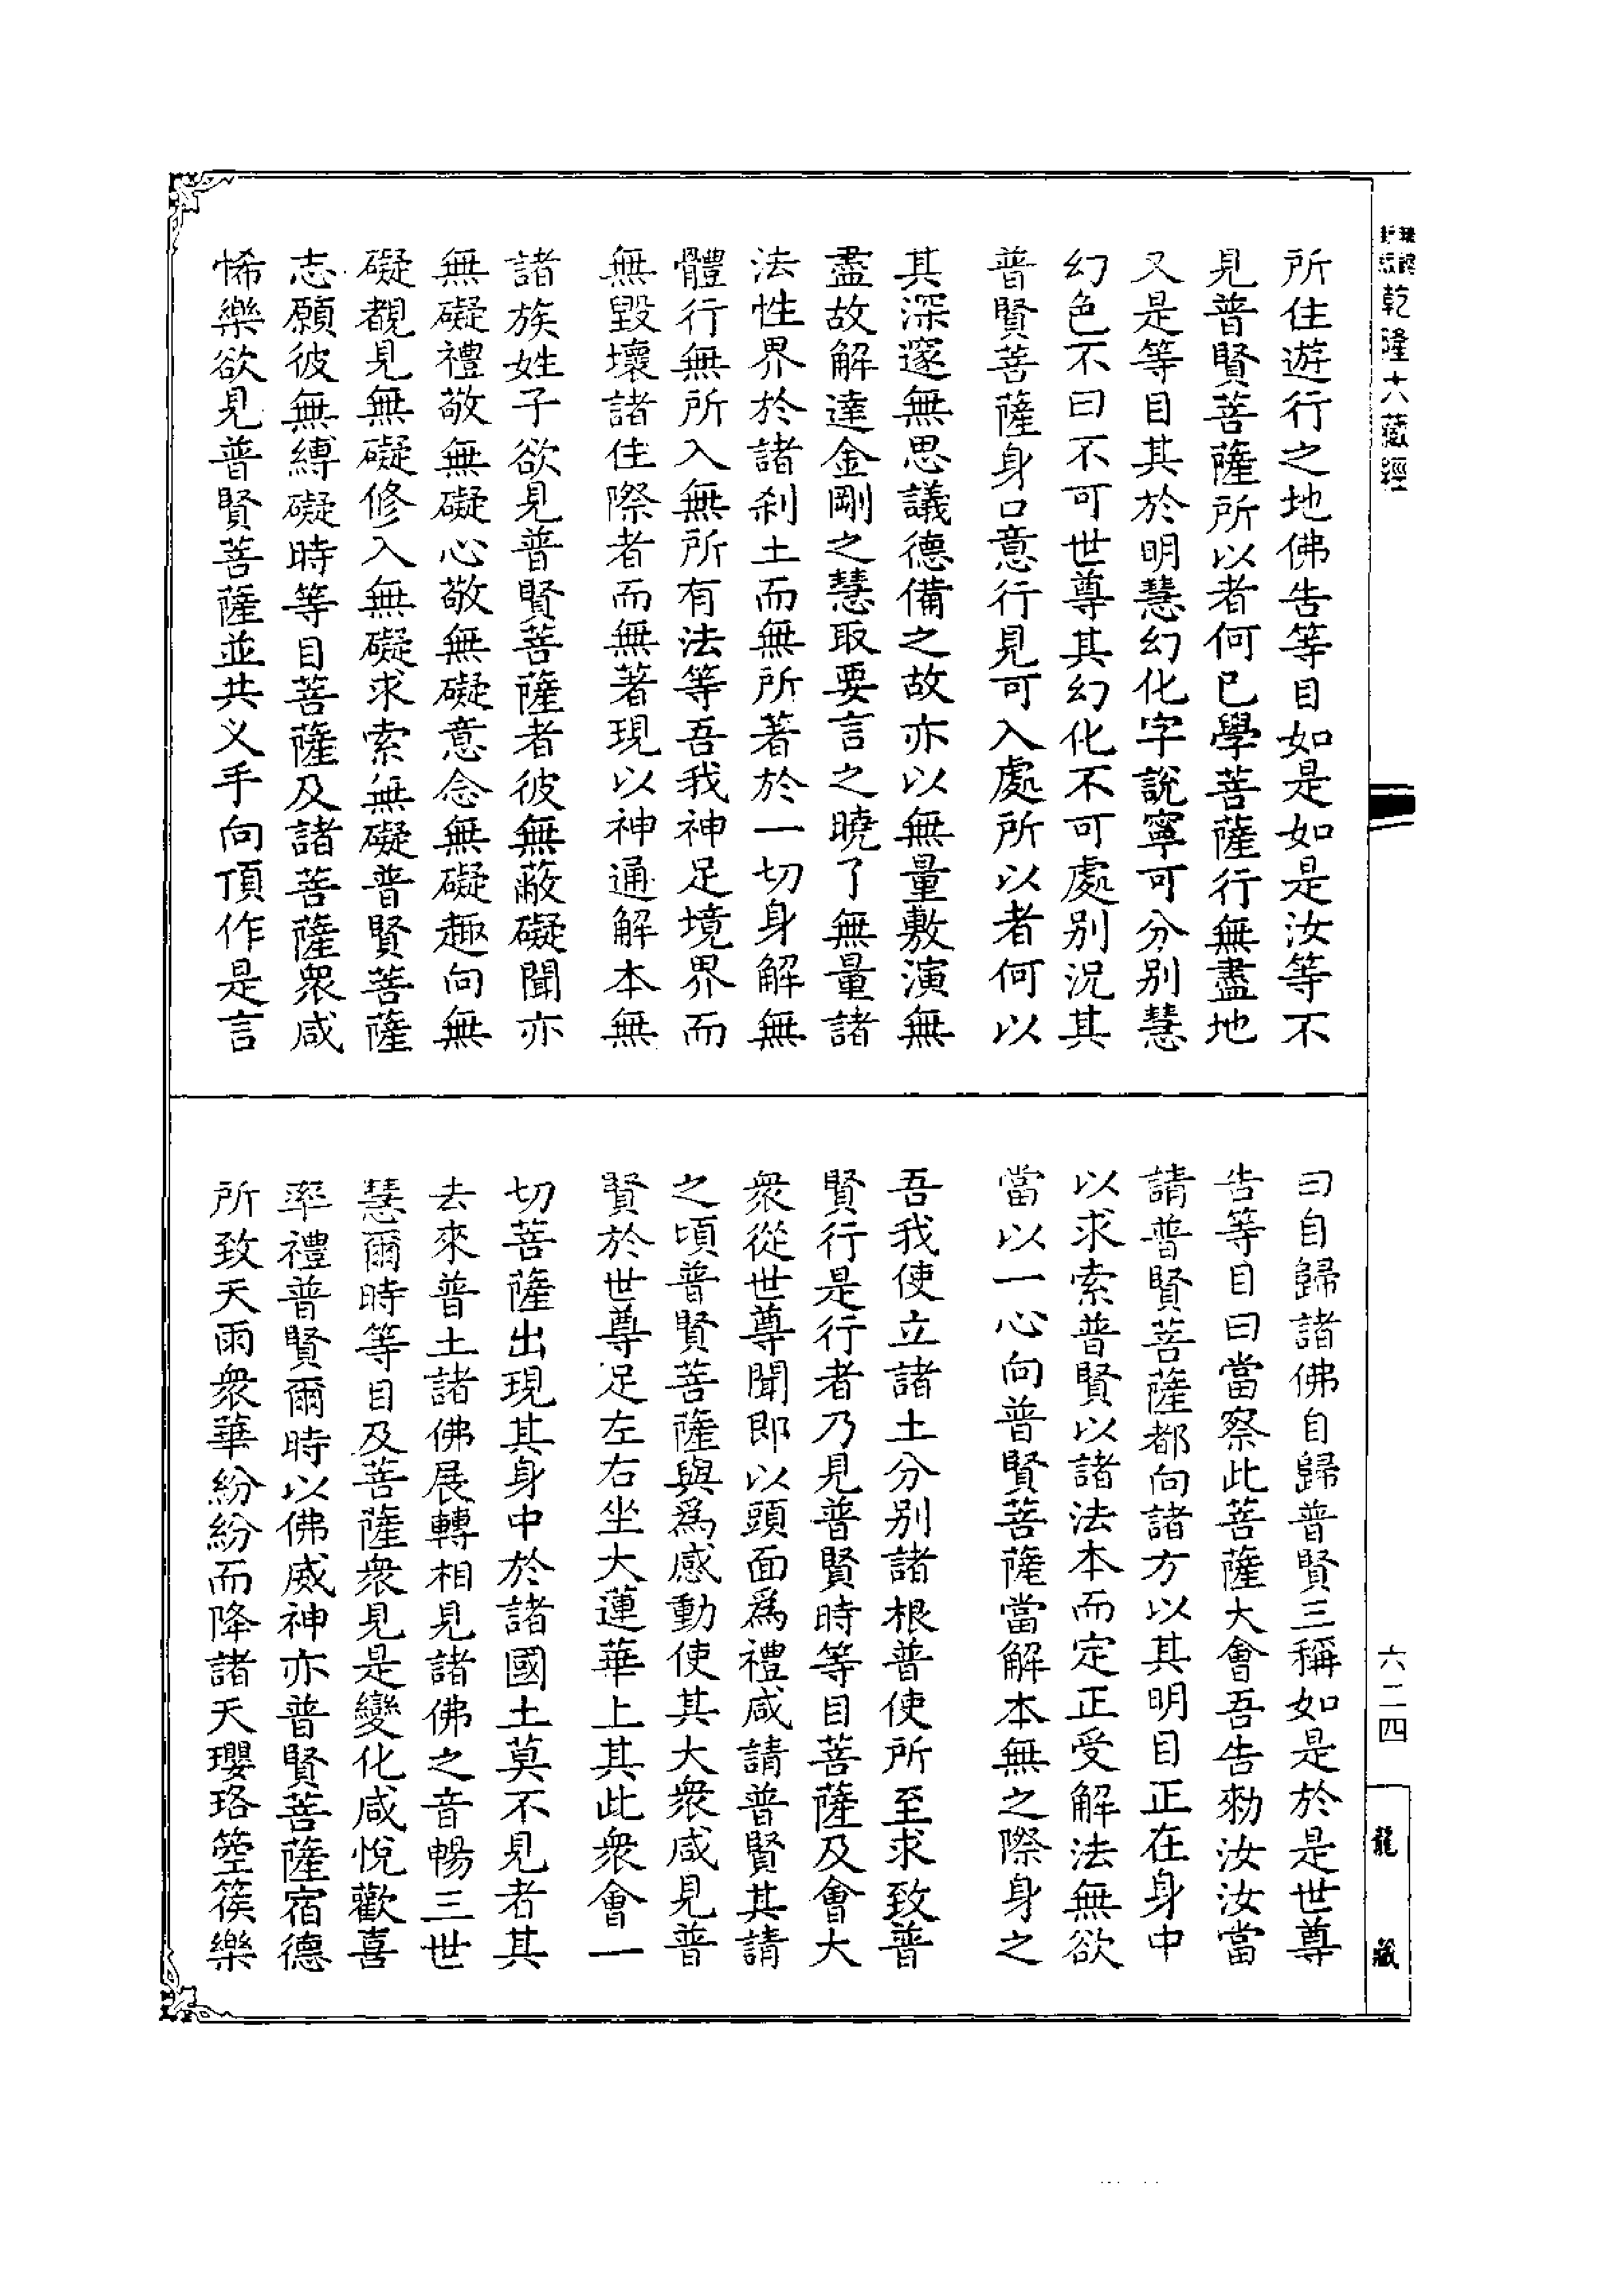 乾隆大藏經
六二四
龍藏
所住遊行之地佛告等目如是如是汝等不
見普賢菩薩所以者何已學菩薩行無盡地
又是等目其於明慧幻化字說寧可分別慧
幻色不曰不可世尊其幻化不可處别況其
普賢菩薩身口意行見可入處所以者何以
其深邃無思議德備之故亦以無量敷演無
盡故解達金剛之慧取要言之曉了無量諸
法性界於諸刹土而無所著於一切身解無
體行無所入無所有法等吾我神足境界而
無毀壞諸住際者而無著現以神通解本無
諸族姓子欲見普賢菩薩者彼無蔽礙聞亦
無礙禮敬無礙心敬無礙意念無礙趣向無
礙覩見無礙修入無礙求索無礙普賢菩薩
志願彼無縛礙時等目菩薩及諸菩薩衆咸
悕樂欲見普賢菩薩並共义手向頂作是言
曰自歸諸佛自歸普賢三稱如是於是世尊
告等目曰當察此菩薩大會吾告勑汝汝當
請普賢菩薩都向諸方以其明目正在身中
以求索普賢以諸法本而定正受解法無欲
當以一心向普賢菩薩當解本無之際身之
吾我使立諸土分别諸根普使所至求致普
賢行是行者乃見普賢時等目菩薩及會大
衆從世尊聞即以頭面爲禮咸請普賢其請
之頃普賢菩薩與爲感動使其大衆咸見普
賢於世尊足左右坐大蓮華上其此衆會一
切菩薩出現其身中於諸國土莫不見者其
去來普土諸佛展轉相見諸佛之音暢三世
慧爾時等目及菩薩衆見是變化咸悅歡喜
率禮普賢爾時以佛威神亦普賢菩薩宿德
所致天雨衆華紛紛而降諸天瓔珞箜篌樂